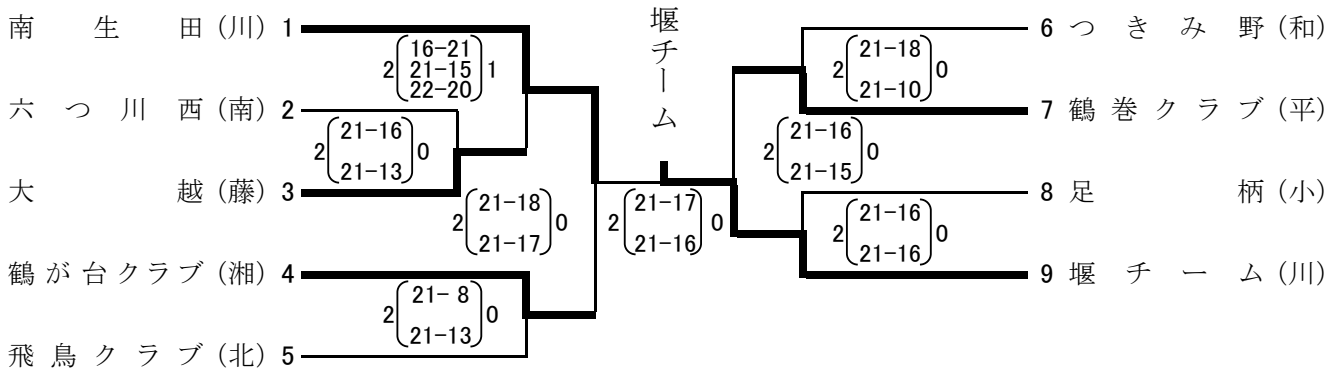 堰チーム
南生田(川) 1
2 16-21 1
21-15
22-20
六つ川西(南) 2
2 21-16 0
21-13
大越(藤) 3
2 21-18 0
21-17
鶴が台クラブ(湘) 4
2 21- 8 0
21-13
飛鳥クラブ(北) 5
2 21-17 0
21-16
6 つきみ野(和)
2 21-18 0
21-10
7 鶴巻クラブ(平)
2 21-16 0
21-15
8 足柄(小)
2 21-16 0
21-16
9 堰チーム(川)